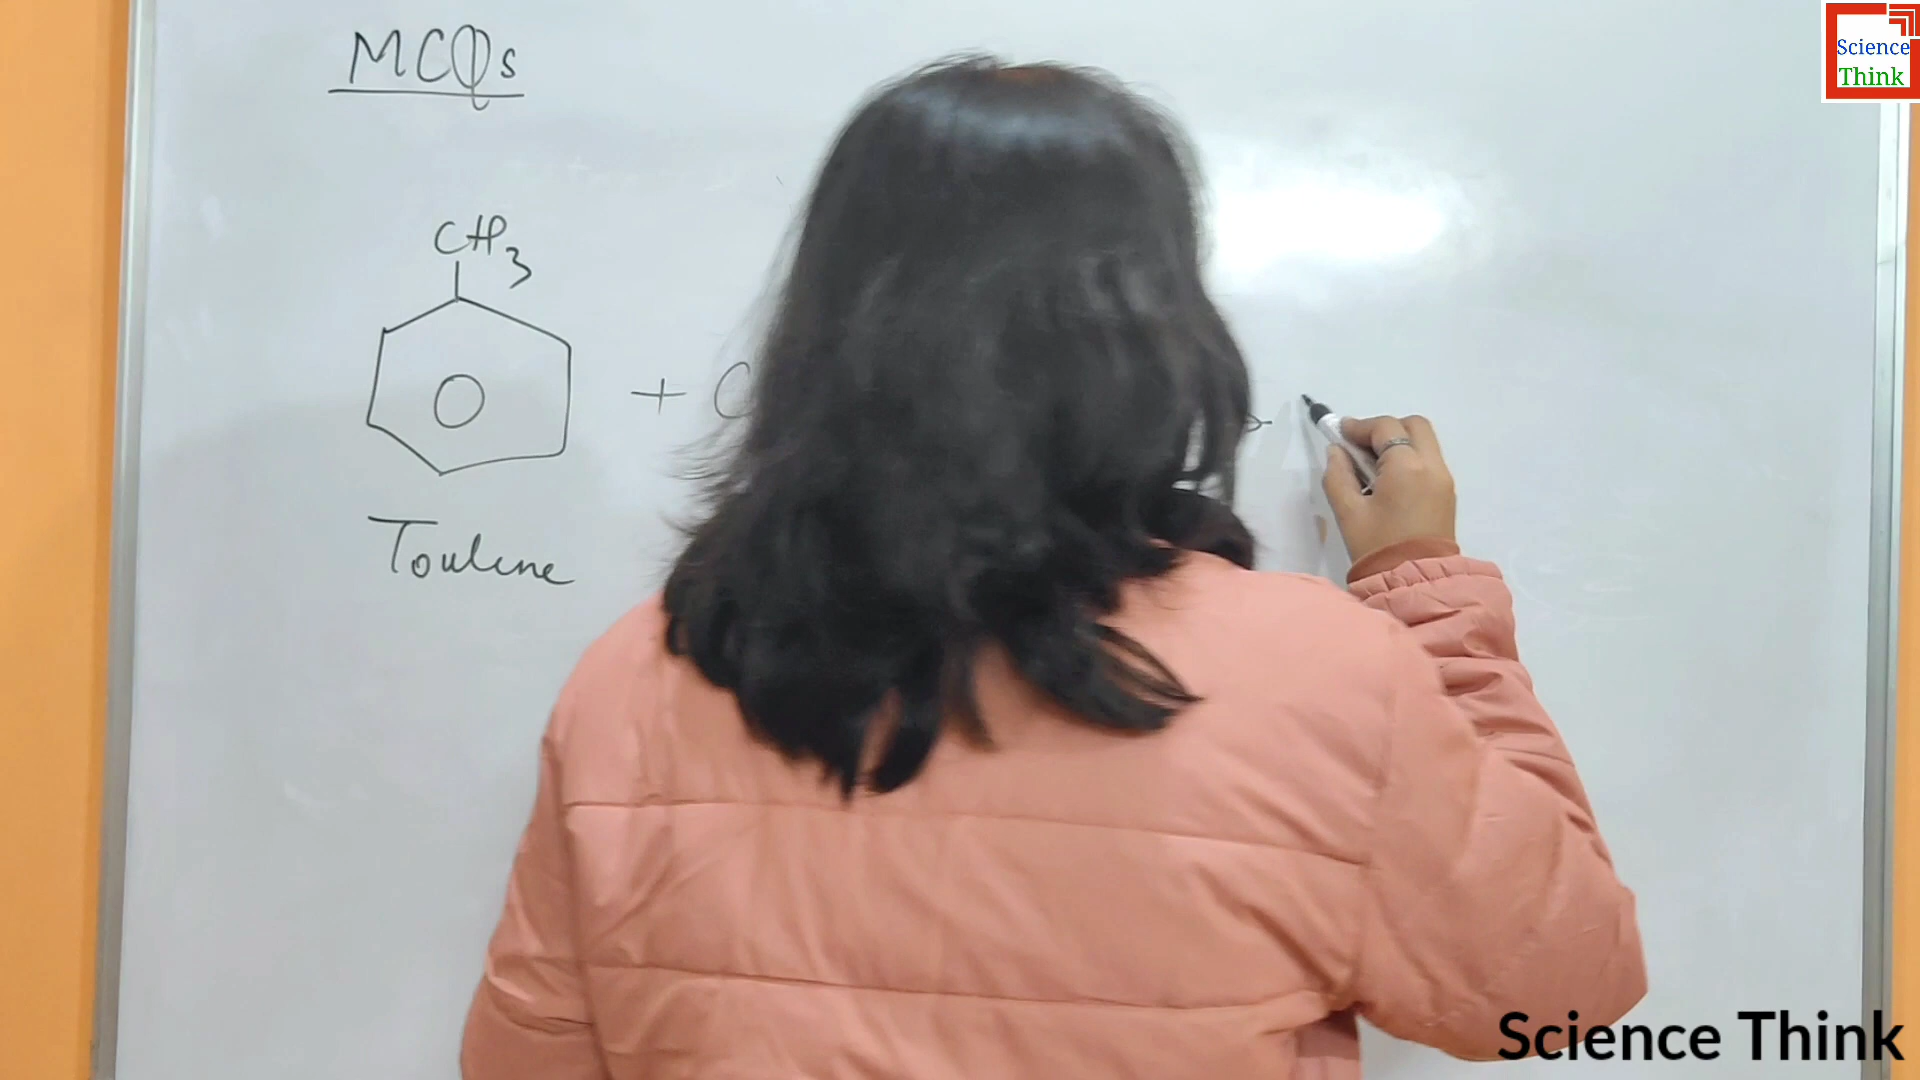 MCQs
Science
Think
CH3
+ C
Toulene
Science Think